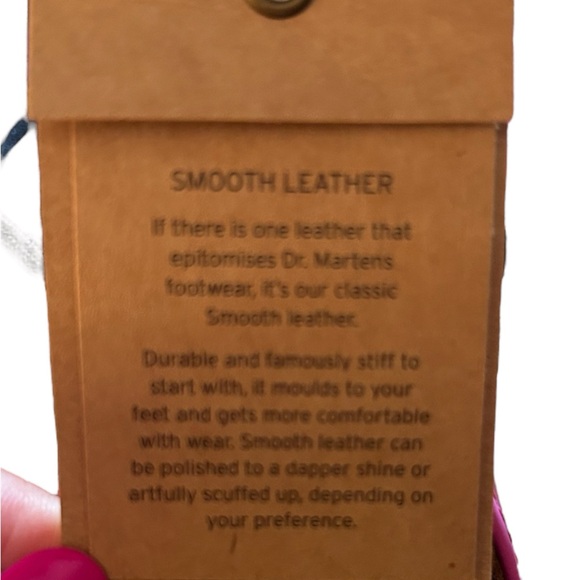 SMOOTH LEATHER
If there is one leather that
epitomises Dr. Martens
footwear, it's our classic
Smooth leather.
Durable and famously stiff to
start with, it moulds to your
feet and gets more comfortable
with wear. Smooth leather can
be polished to a dapper shine or
artfully scuffed up, depending on
your preference.